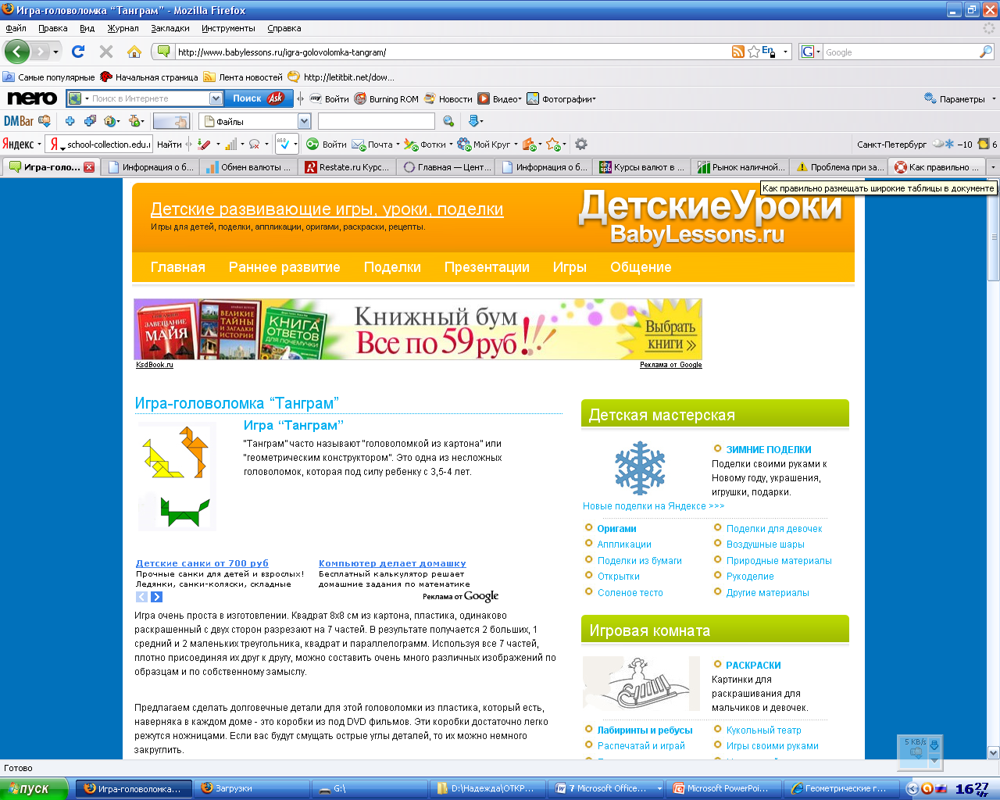 Игра-головоломка “Танграм” - Mozilla Firefox
Файл Правка Вид Журнал Закладки Инструменты Справка
http://www.babylessons.ru/igra-golovolomka-tangram/ En Google
Самые популярные Начальная страница Лента новостей http://letitbit.net/dow...
nero Поиск в Интернете Поиск Ask Войти Burning ROM Новости Видео Фотографии Параметры
DMBar Файлы
Яндекс Я school-collection.edu.r Найти ABC Войти Почта Фотки Мой Круг Санкт-Петербург −10 6
Игра-голо... Информация о б... Обмен валюты ... Restate.ru Курс... Главная — Цент... Информация о б... Курсы валют в ... Рынок наличной... Проблема при за... Как правильно ...
Как правильно размещать широкие таблицы в документе
Детские развивающие игры, уроки, поделки
Игры для детей, поделки, аппликации, оригами, раскраски, рецепты.
ДетскиеУроки
BabyLessons.ru
Главная Раннее развитие Поделки Презентации Игры Общение
ЗАВЕЩАНИЕ МАЙЯ
ВЕЛИКИЕ ТАЙНЫ И ЗАГАДКИ ИСТОРИИ
КНИГА ОТВЕТОВ ДЛЯ ПОЧЕМУЧКИ
Книжный бум
Все по 59 руб!!
Выбрать
книги >>
KsdBook.ru Реклама от Google
Игра-головоломка “Танграм”
Игра “Танграм”
"Танграм" часто называют "головоломкой из картона" или
"геометрическим конструктором". Это одна из несложных
головоломок, которая под силу ребенку с 3,5-4 лет.
Детские санки от 700 руб
Прочные санки для детей и взрослых!
Ледянки, санки-коляски, складные
Компьютер делает домашку
Бесплатный калькулятор решает
домашние задания по математике
Реклама от Google
Игра очень проста в изготовлении. Квадрат 8х8 см из картона, пластика, одинаково
раскрашенный с двух сторон разрезают на 7 частей. В результате получается 2 больших, 1
средний и 2 маленьких треугольника, квадрат и параллелограмм. Используя все 7 частей,
плотно присоединяя их друг к другу, можно составить очень много различных изображений по
образцам и по собственному замыслу.
Предлагаем сделать долговечные детали для этой головоломки из пластика, который есть,
наверняка в каждом доме - это коробки из под DVD фильмов. Эти коробки достаточно легко
режутся ножницами. Если вас будут смущать острые углы деталей, то их можно немного
закруглить.
Детская мастерская
ЗИМНИЕ ПОДЕЛКИ
Поделки своими руками к
Новому году, украшения,
игрушки, подарки.
Новые поделки на Яндексе >>>
Оригами Поделки для девочек
Аппликации Воздушные шары
Поделки из бумаги Природные материалы
Открытки Рукоделие
Соленое тесто Другие материалы
Игровая комната
РАСКРАСКИ
Картинки для
раскрашивания для
мальчиков и девочек.
Лабиринты и ребусы Кукольный театр
Распечатай и играй Игры своими руками
5 KB/s
Готово
пуск Игра-головоломка... Загрузки G:\ D:\Надежда\ОТКР... 7 Microsoft Office... Microsoft PowerPoi... Геометрические г... 16 27 Чт